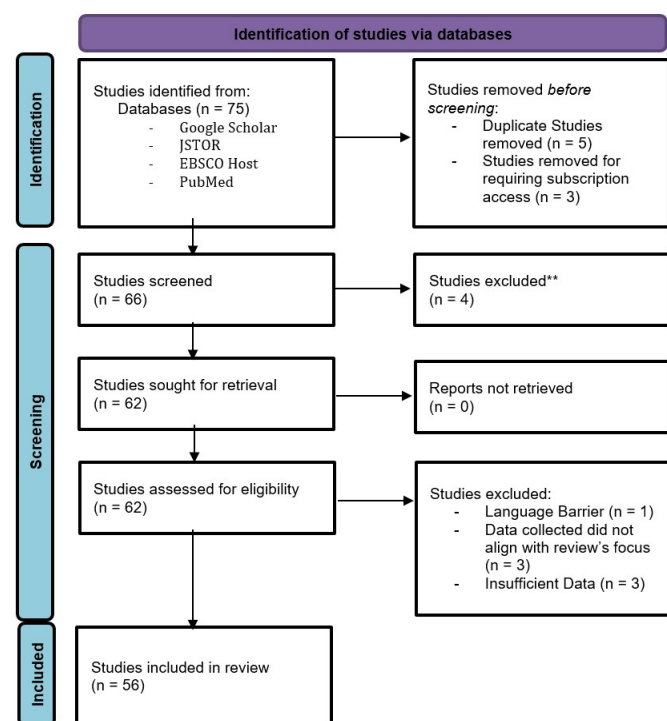 Identification of studies via databases
Identification
Studies identified from:
Databases (n = 75)
- Google Scholar
- JSTOR
- EBSCO Host
- PubMed
Studies removed before
screening:
- Duplicate Studies
removed (n = 5)
- Studies removed for
requiring subscription
access (n = 3)
Screening
Studies screened
(n = 66)
Studies excluded**
(n = 4)
Studies sought for retrieval
(n = 62)
Reports not retrieved
(n = 0)
Studies assessed for eligibility
(n = 62)
Studies excluded:
- Language Barrier (n = 1)
- Data collected did not
align with review's focus
(n = 3)
- Insufficient Data (n = 3)
Included
Studies included in review
(n = 56)